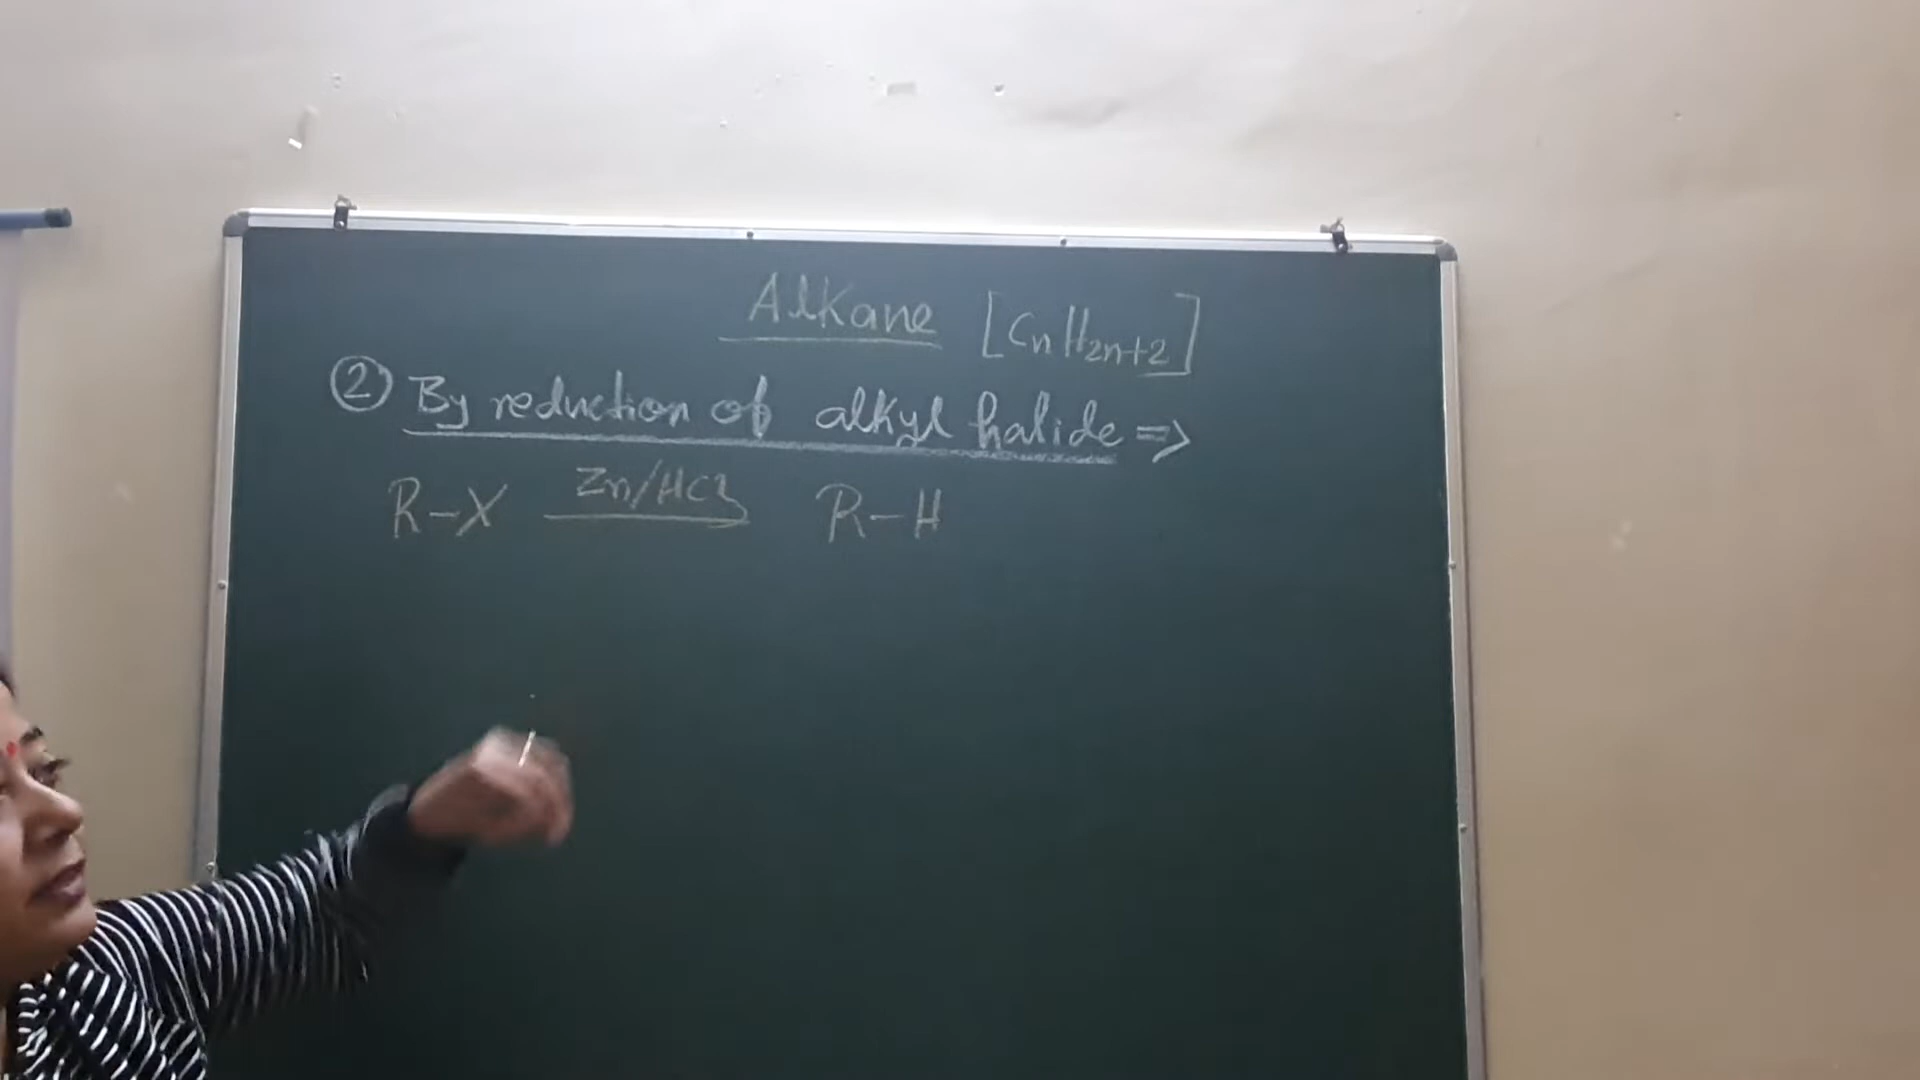 Alkane [CnH2n+2]
② By reduction of alkyl halide =>
R-X Zn/HCl R-H